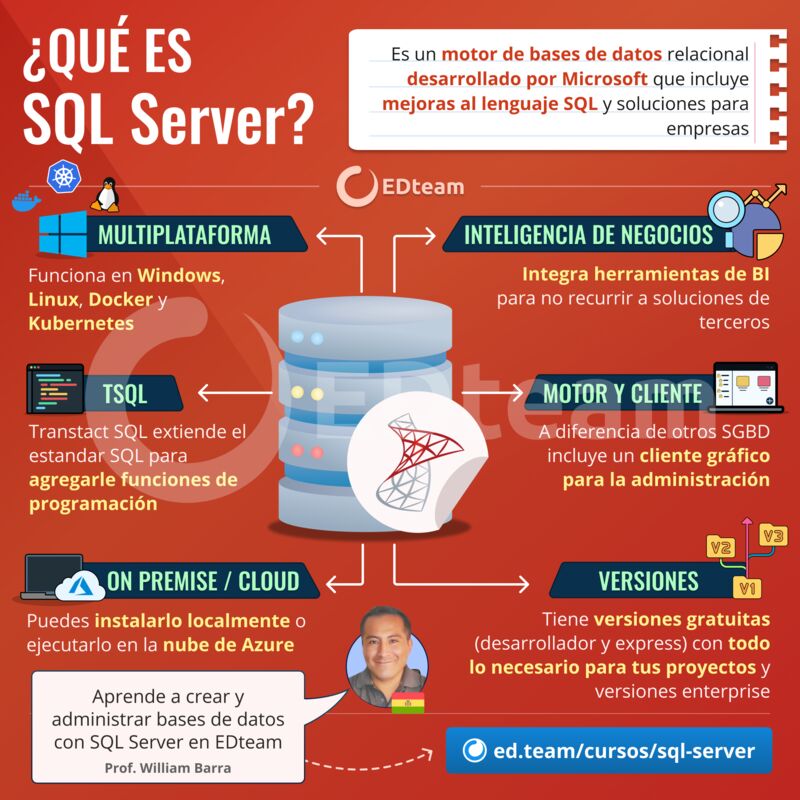 ¿QUÉ ES
SQL Server?
Es un motor de bases de datos relacional
desarrollado por Microsoft que incluye
mejoras al lenguaje SQL y soluciones para
empresas
EDteam
MULTIPLATAFORMA
Funciona en Windows,
Linux, Docker y
Kubernetes
INTELIGENCIA DE NEGOCIOS
Integra herramientas de BI
para no recurrir a soluciones de
terceros
EDteam
TSQL
Transtact SQL extiende el
estandar SQL para
agregarle funciones de
programación
MOTOR Y CLIENTE
A diferencia de otros SGBD
incluye un cliente gráfico
para la administración
ON PREMISE / CLOUD
Puedes instalarlo localmente o
ejecutarlo en la nube de Azure
V2
V3
V1
VERSIONES
Tiene versiones gratuitas
(desarrollador y express) con todo
lo necesario para tus proyectos y
versiones enterprise
Aprende a crear y
administrar bases de datos
con SQL Server en EDteam
Prof. William Barra
ed.team/cursos/sql-server